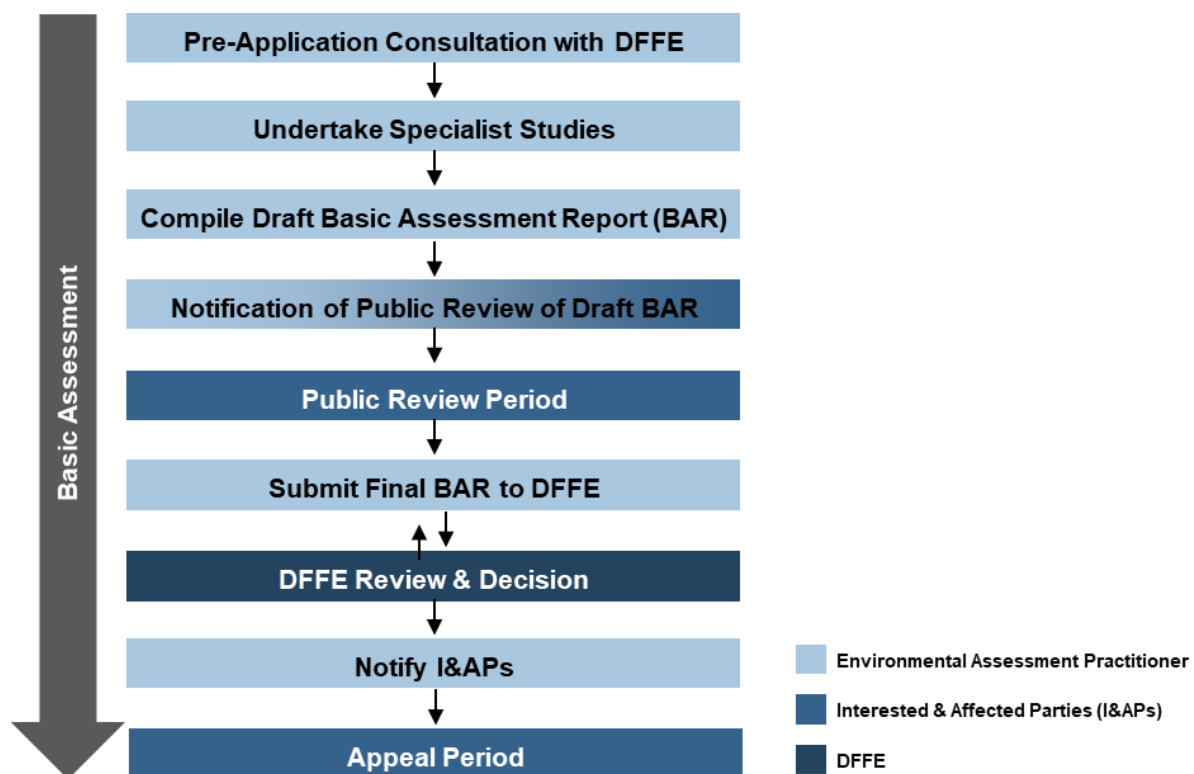 Pre-Application Consultation with DFFE
Undertake Specialist Studies
Compile Draft Basic Assessment Report (BAR)
Notification of Public Review of Draft BAR
Public Review Period
Submit Final BAR to DFFE
DFFE Review & Decision
Notify I&APs
Appeal Period
Basic Assessment
Environmental Assessment Practitioner
Interested & Affected Parties (I&APs)
DFFE